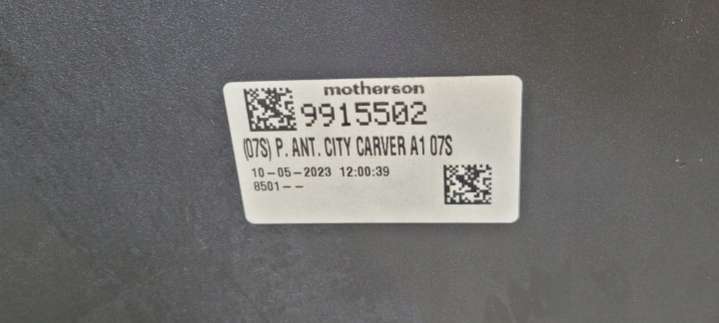 motherson
9915502
(07S) P. ANT. CITY CARVER A1 07S
10-05-2023 12:00:39
8501--